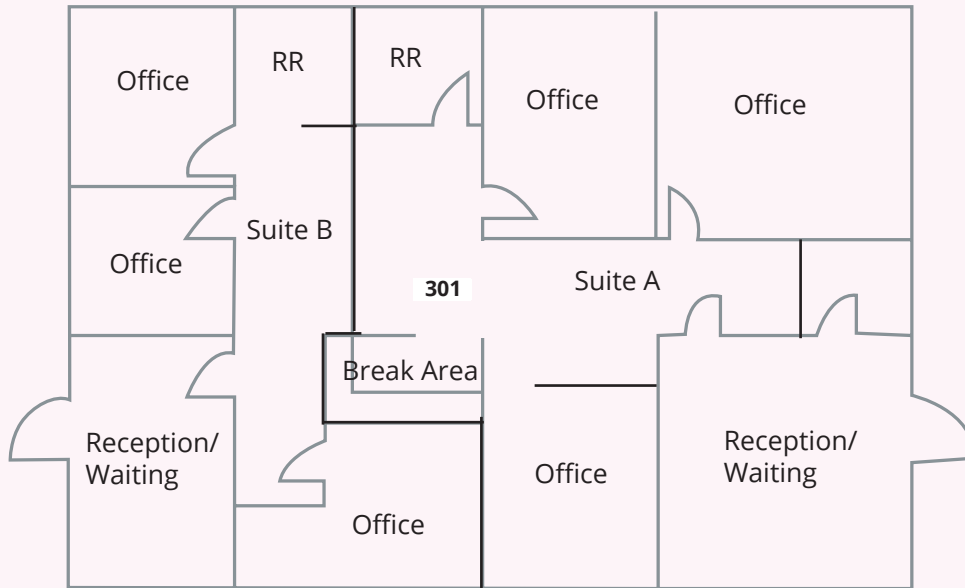 RR
RR
Office
Office
Office
Suite B
Office
Suite A
301
Break Area
Reception/
Waiting
Reception/
Waiting
Office
Office